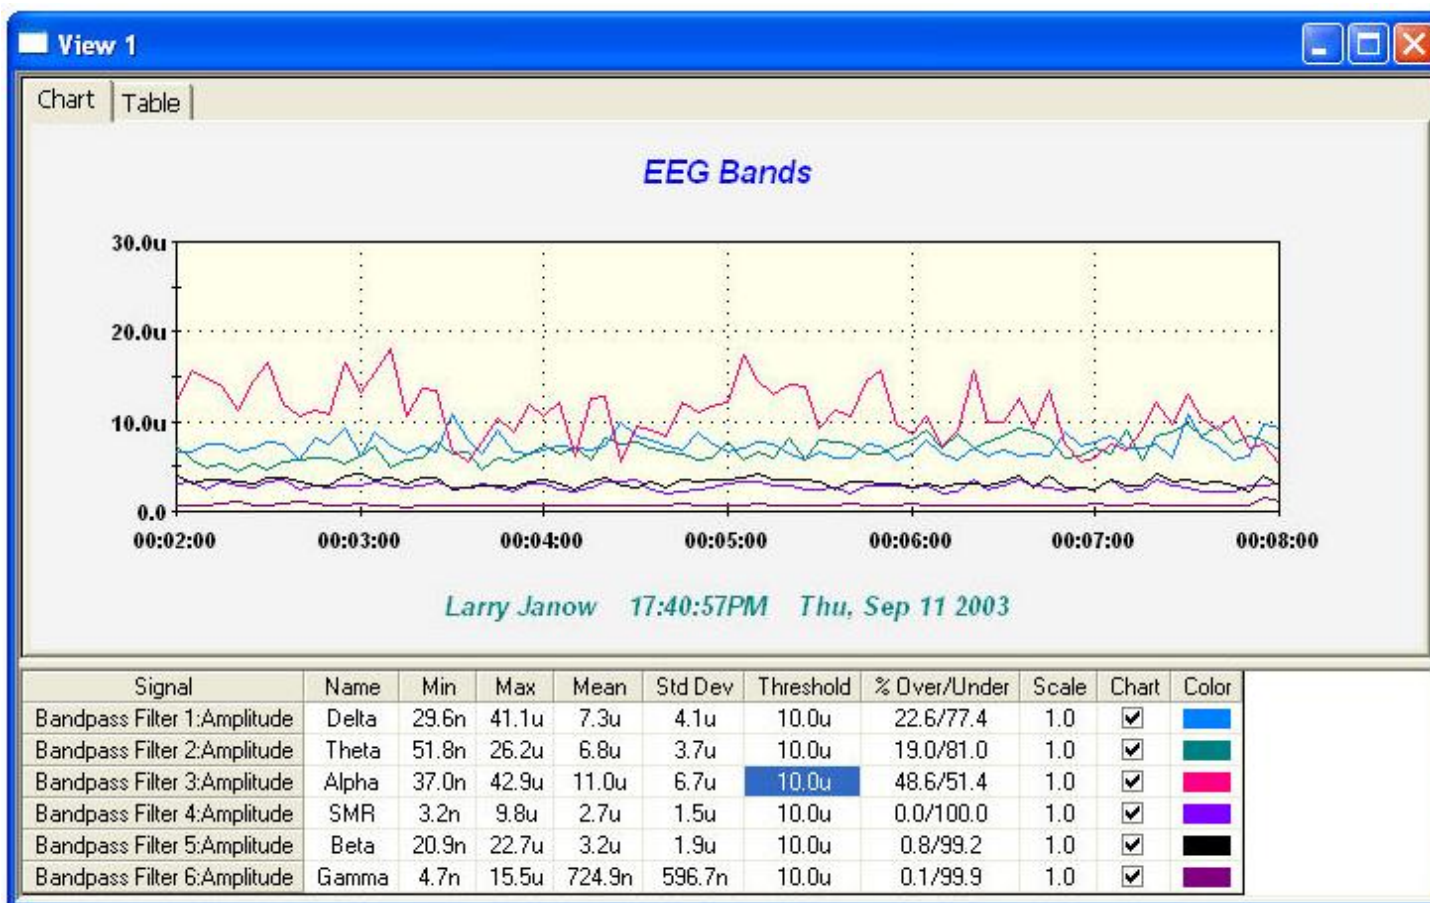 View 1
Chart Table
EEG Bands
30.0u
20.0u
10.0u
0.0
00:02:00 00:03:00 00:04:00 00:05:00 00:06:00 00:07:00 00:08:00
Larry Janow 17:40:57PM Thu, Sep 11 2003
Signal Name Min Max Mean Std Dev Threshold % Over/Under Scale Chart Color
Bandpass Filter 1:Amplitude Delta 29.6n 41.1u 7.3u 4.1u 10.0u 22.6/77.4 1.0
Bandpass Filter 2:Amplitude Theta 51.8n 26.2u 6.8u 3.7u 10.0u 19.0/81.0 1.0
Bandpass Filter 3:Amplitude Alpha 37.0n 42.9u 11.0u 6.7u 10.0u 48.6/51.4 1.0
Bandpass Filter 4:Amplitude SMR 3.2n 9.8u 2.7u 1.5u 10.0u 0.0/100.0 1.0
Bandpass Filter 5:Amplitude Beta 20.9n 22.7u 3.2u 1.9u 10.0u 0.8/99.2 1.0
Bandpass Filter 6:Amplitude Gamma 4.7n 15.5u 724.9n 596.7n 10.0u 0.1/99.9 1.0